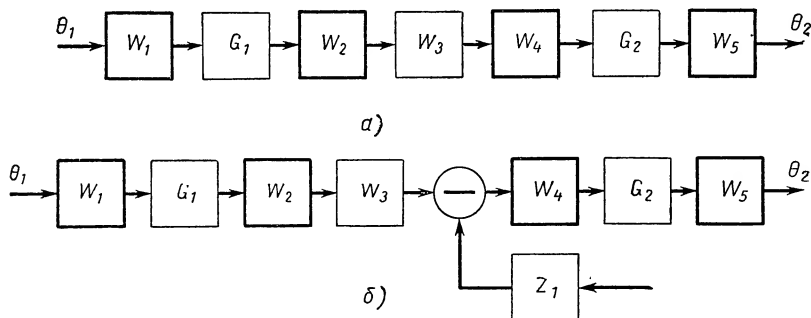 θ₁ W₁ G₁ W₂ W₃ W₄ G₂ W₅ θ₂
а)
θ₁ W₁ G₁ W₂ W₃ — W₄ G₂ W₅ θ₂
Z₁
б)